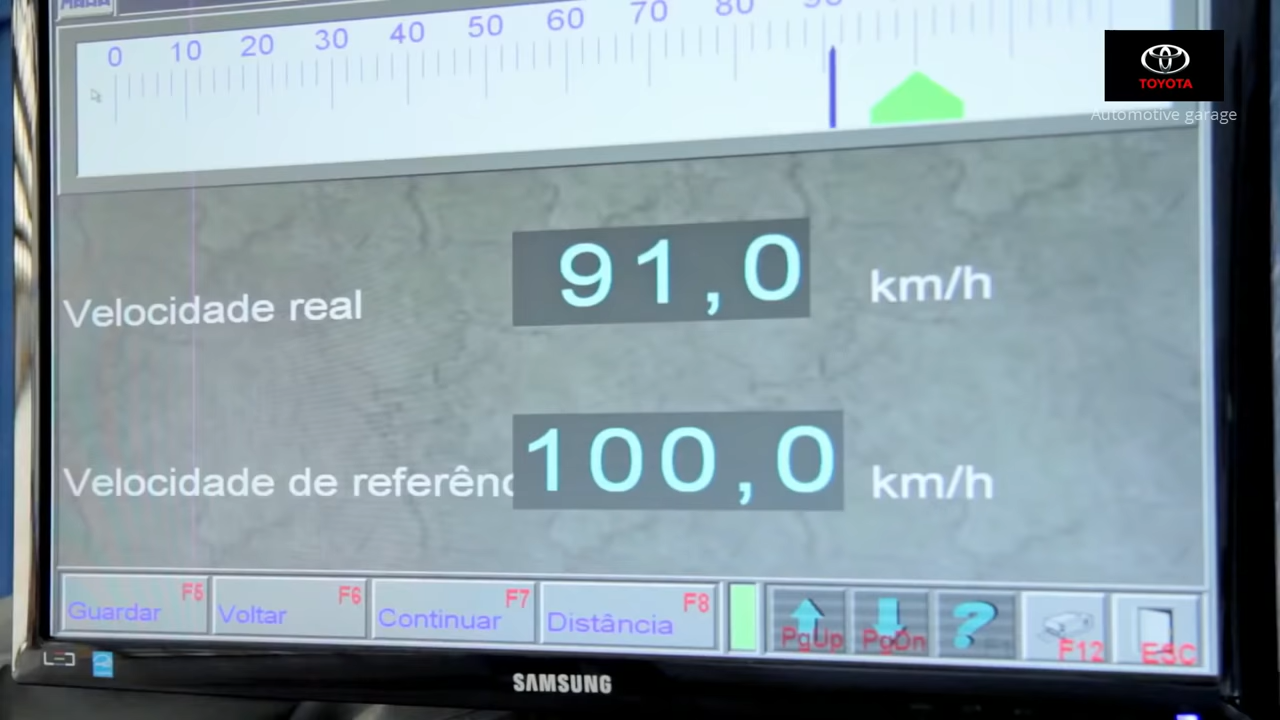 0 10 20 30 40 50 60 70 80 90
TOYOTA
Automotive garage
Velocidade real 91,0 km/h
Velocidade de referênc 100,0 km/h
Guardar F5 Voltar F6 Continuar F7 Distância F8 PgUp PgDn ? F12 ESC
SAMSUNG